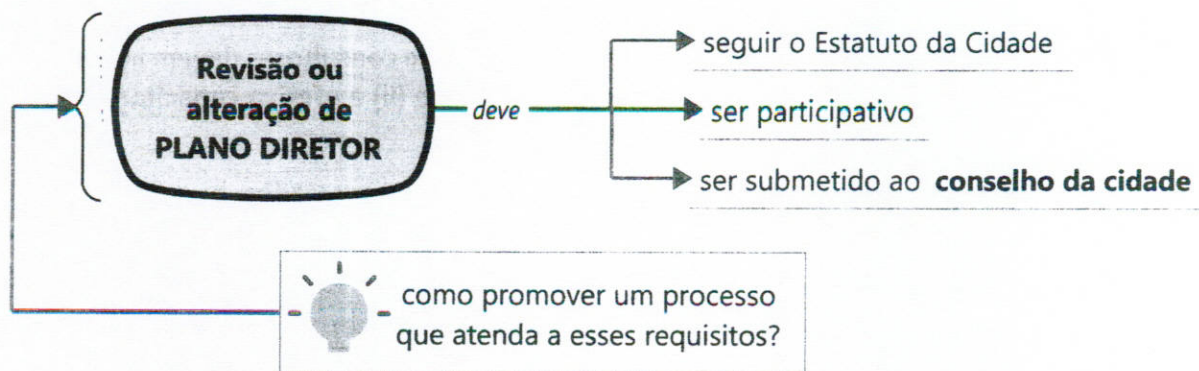 Revisão ou
alteração de
PLANO DIRETOR
deve
seguir o Estatuto da Cidade
ser participativo
ser submetido ao conselho da cidade
como promover um processo
que atenda a esses requisitos?